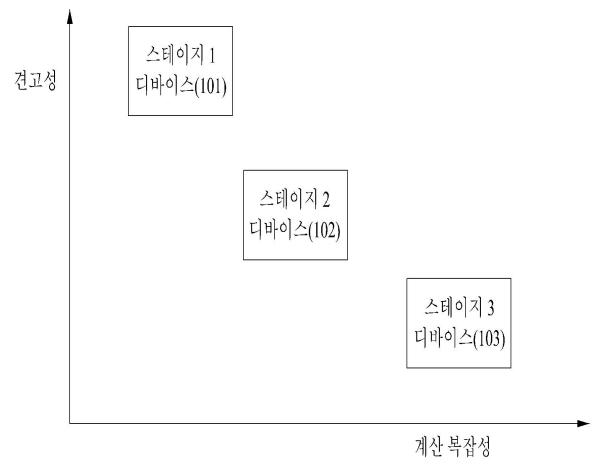 견고성
스테이지 1
디바이스(101)
스테이지 2
디바이스(102)
스테이지 3
디바이스(103)
계산 복잡성